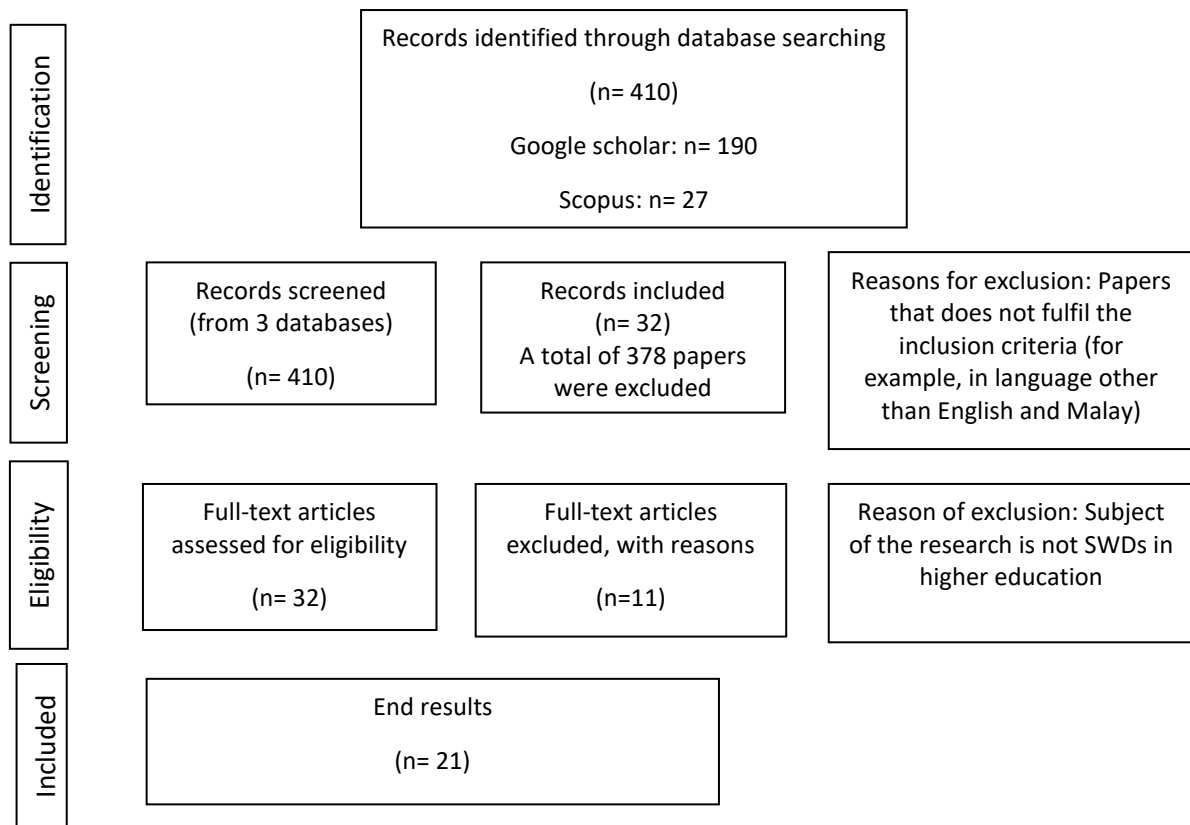 Identification
Records identified through database searching
(n= 410)
Google scholar: n= 190
Scopus: n= 27
Screening
Records screened
(from 3 databases)
(n= 410)
Records included
(n= 32)
A total of 378 papers
were excluded
Reasons for exclusion: Papers
that does not fulfil the
inclusion criteria (for
example, in language other
than English and Malay)
Eligibility
Full-text articles
assessed for eligibility
(n= 32)
Full-text articles
excluded, with reasons
(n=11)
Reason of exclusion: Subject
of the research is not SWDs in
higher education
Included
End results
(n= 21)